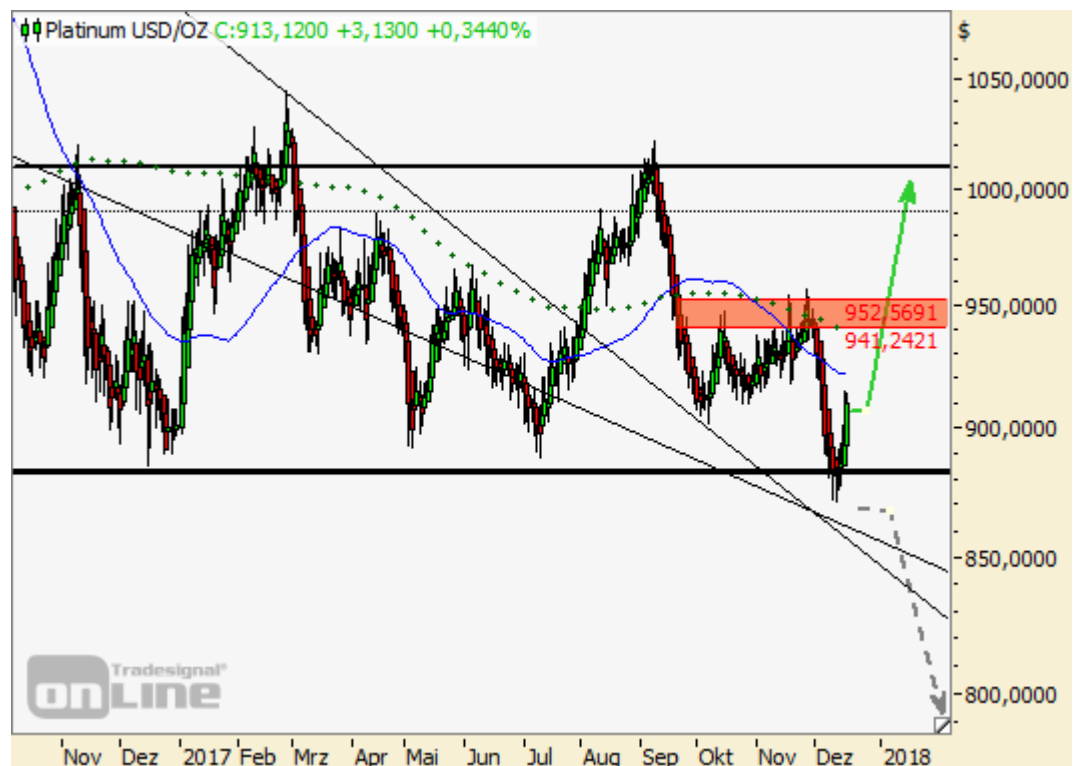 Platinum USD/OZ C:913,1200 +3,1300 +0,3440%
$
1050,0000
1000,0000
950,0000
900,0000
850,0000
800,0000
952,5691
941,2421
Tradesignal®
onLine
Nov Dez 2017 Feb Mrz Apr Mai Jun Jul Aug Sep Okt Nov Dez 2018